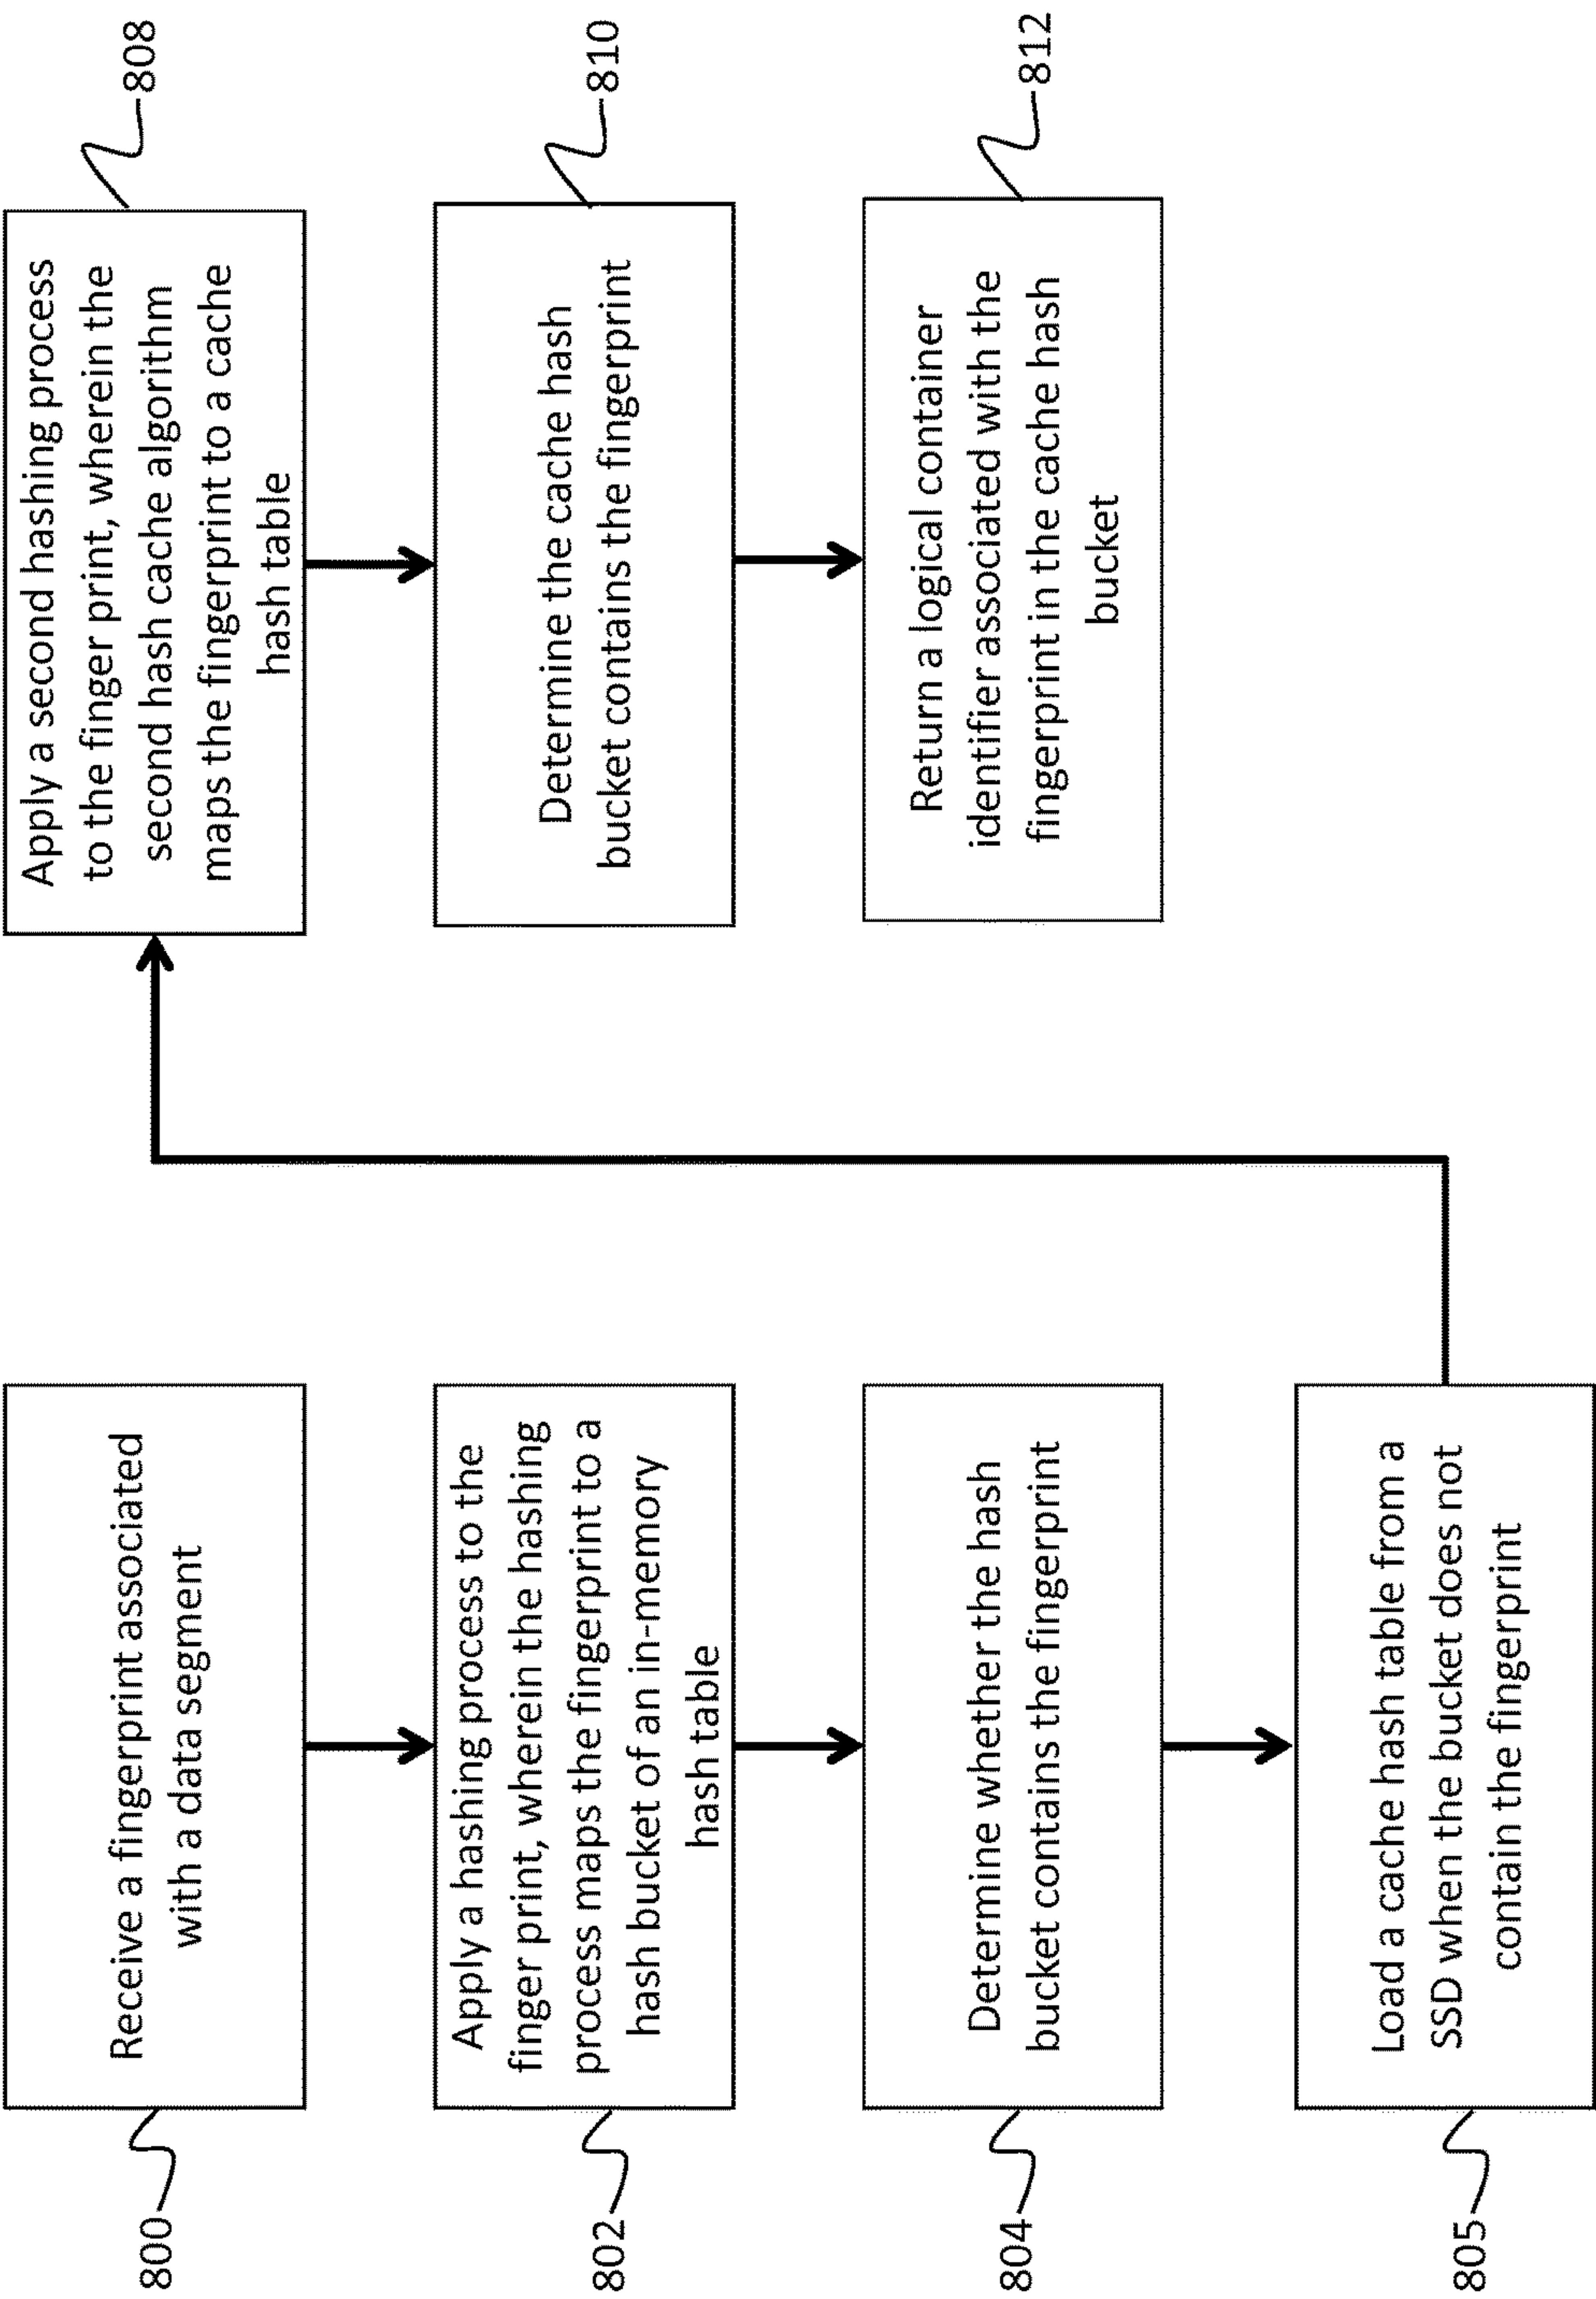 800
Receive a fingerprint associated
with a data segment
802
Apply a hashing process to the
finger print, wherein the hashing
process maps the fingerprint to a
hash bucket of an in-memory
hash table
804
Determine whether the hash
bucket contains the fingerprint
805
Load a cache hash table from a
SSD when the bucket does not
contain the fingerprint
808
Apply a second hashing process
to the finger print, wherein the
second hash cache algorithm
maps the fingerprint to a cache
hash table
810
Determine the cache hash
bucket contains the fingerprint
812
Return a logical container
identifier associated with the
fingerprint in the cache hash
bucket